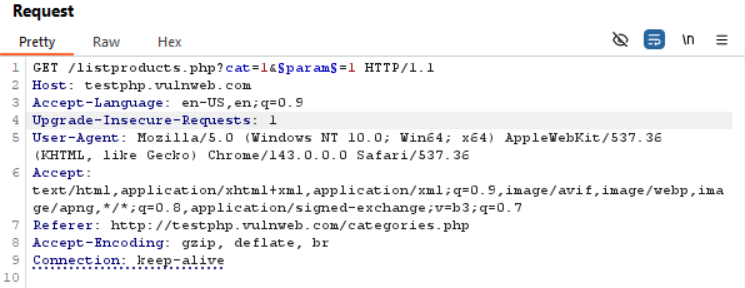 Request
Pretty Raw Hex \n
1 GET /listproducts.php?cat=1&§param§=1 HTTP/1.1
2 Host: testphp.vulnweb.com
3 Accept-Language: en-US,en;q=0.9
4 Upgrade-Insecure-Requests: 1
5 User-Agent: Mozilla/5.0 (Windows NT 10.0; Win64; x64) AppleWebKit/537.36
(KHTML, like Gecko) Chrome/143.0.0.0 Safari/537.36
6 Accept:
text/html,application/xhtml+xml,application/xml;q=0.9,image/avif,image/webp,ima
ge/apng,*/*;q=0.8,application/signed-exchange;v=b3;q=0.7
7 Referer: http://testphp.vulnweb.com/categories.php
8 Accept-Encoding: gzip, deflate, br
9 Connection: keep-alive
10